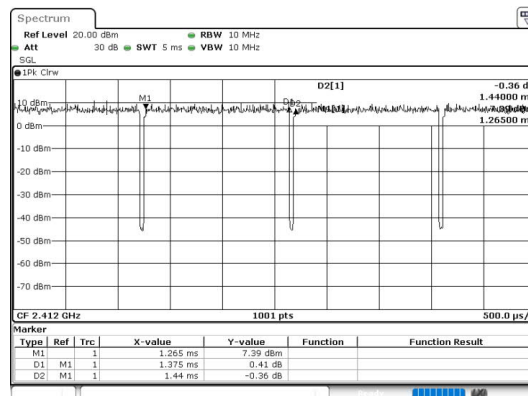 Spectrum
Ref Level 20.00 dBm RBW 10 MHz
Att 30 dB SWT 5 ms VBW 10 MHz
SGL
1Pk Clrw
D2[1] -0.36 d
1.44000 m
10 dBm M1
1.26500 m
0 dBm
-10 dBm
-20 dBm
-30 dBm
-40 dBm
-50 dBm
-60 dBm
-70 dBm
CF 2.412 GHz 1001 pts 500.0 µs/
Marker
Type Ref Trc X-value Y-value Function Function Result
M1 1 1.265 ms 7.39 dBm
D1 M1 1 1.375 ms 0.41 dB
D2 M1 1 1.44 ms -0.36 dB